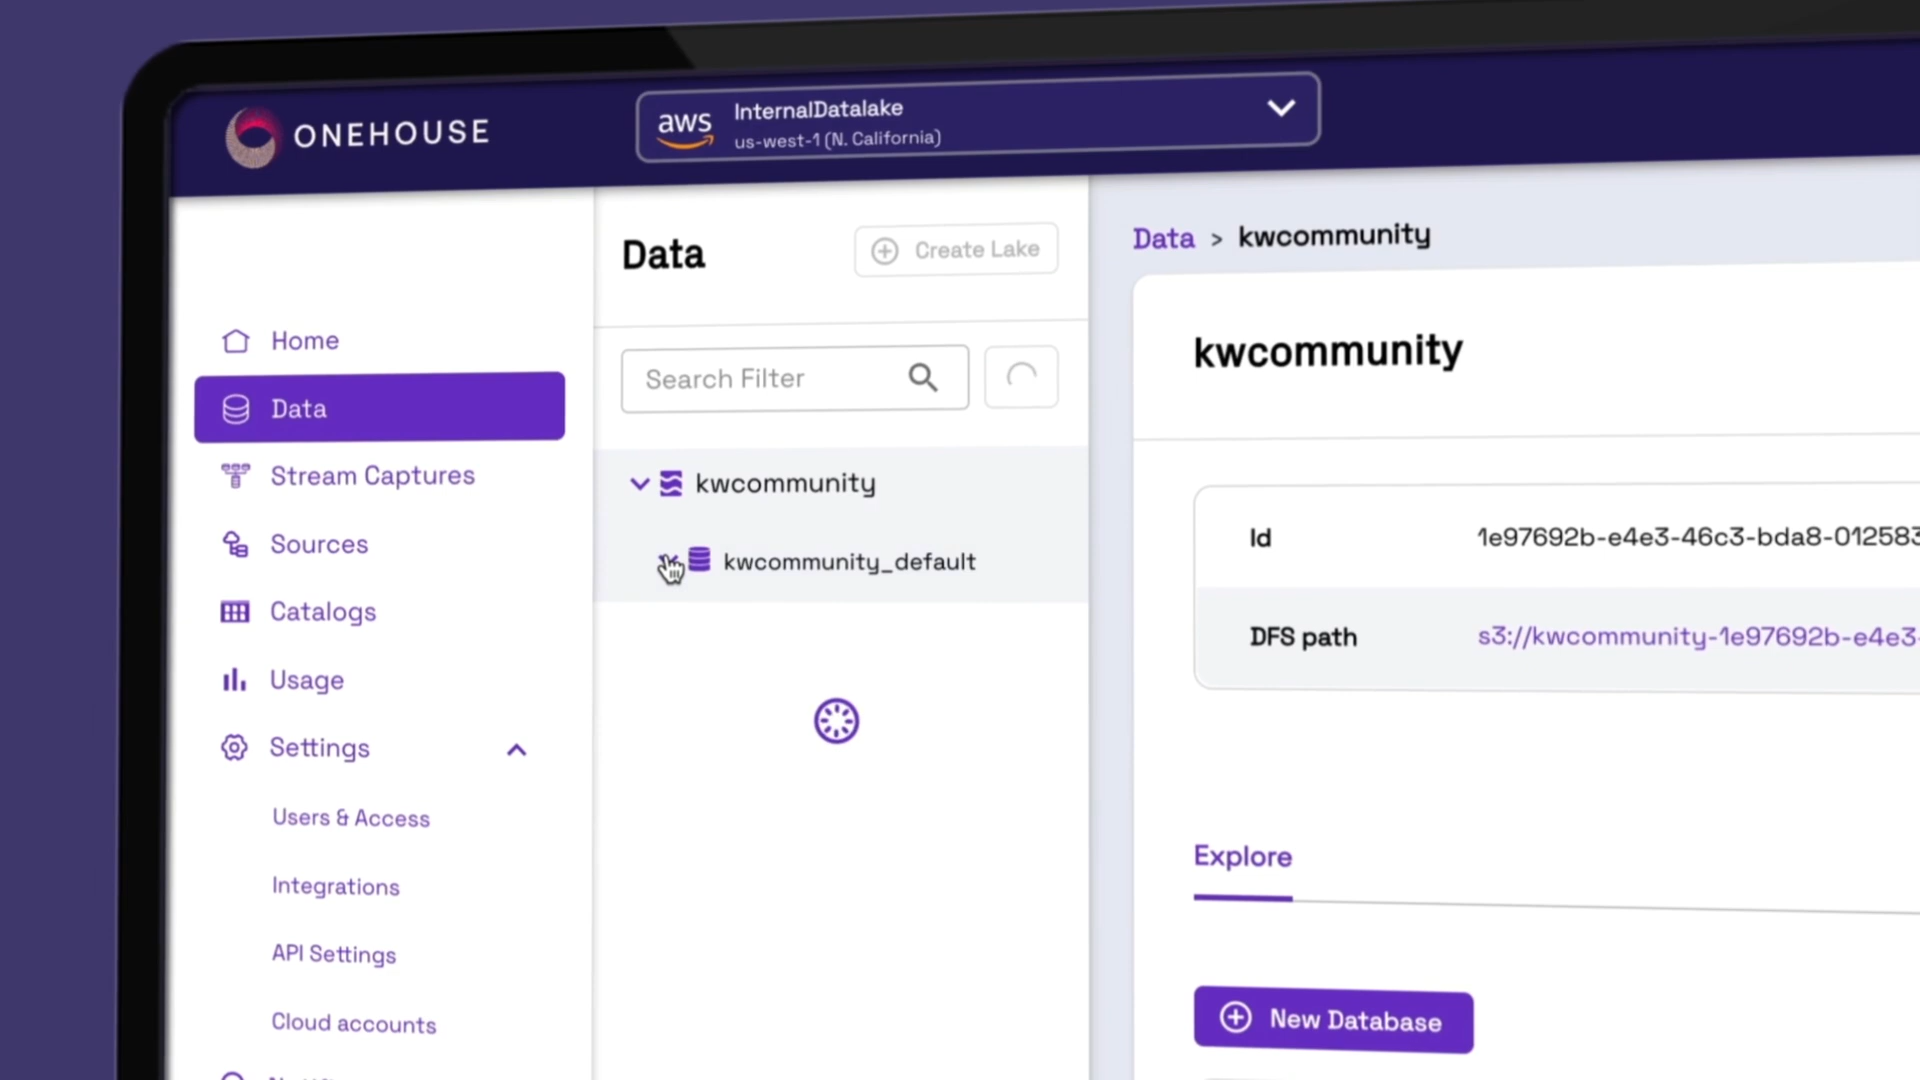 ONEHOUSE
aws
InternalDatalake
us-west-1 (N. California)
Home
Data
Stream Captures
Sources
Catalogs
Usage
Settings
Users & Access
Integrations
API Settings
Cloud accounts
Data
Create Lake
Search Filter
kwcommunity
kwcommunity_default
Data > kwcommunity
kwcommunity
Id 1e97692b-e4e3-46c3-bda8-012583
DFS path s3://kwcommunity-1e97692b-e4e3-
Explore
New Database